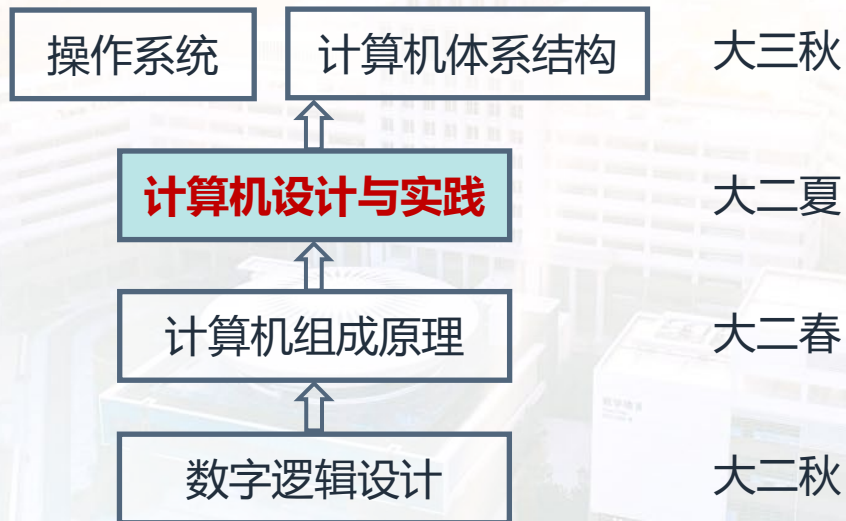 操作系统 计算机体系结构 大三秋
计算机设计与实践 大二夏
计算机组成原理 大二春
数字逻辑设计 大二秋